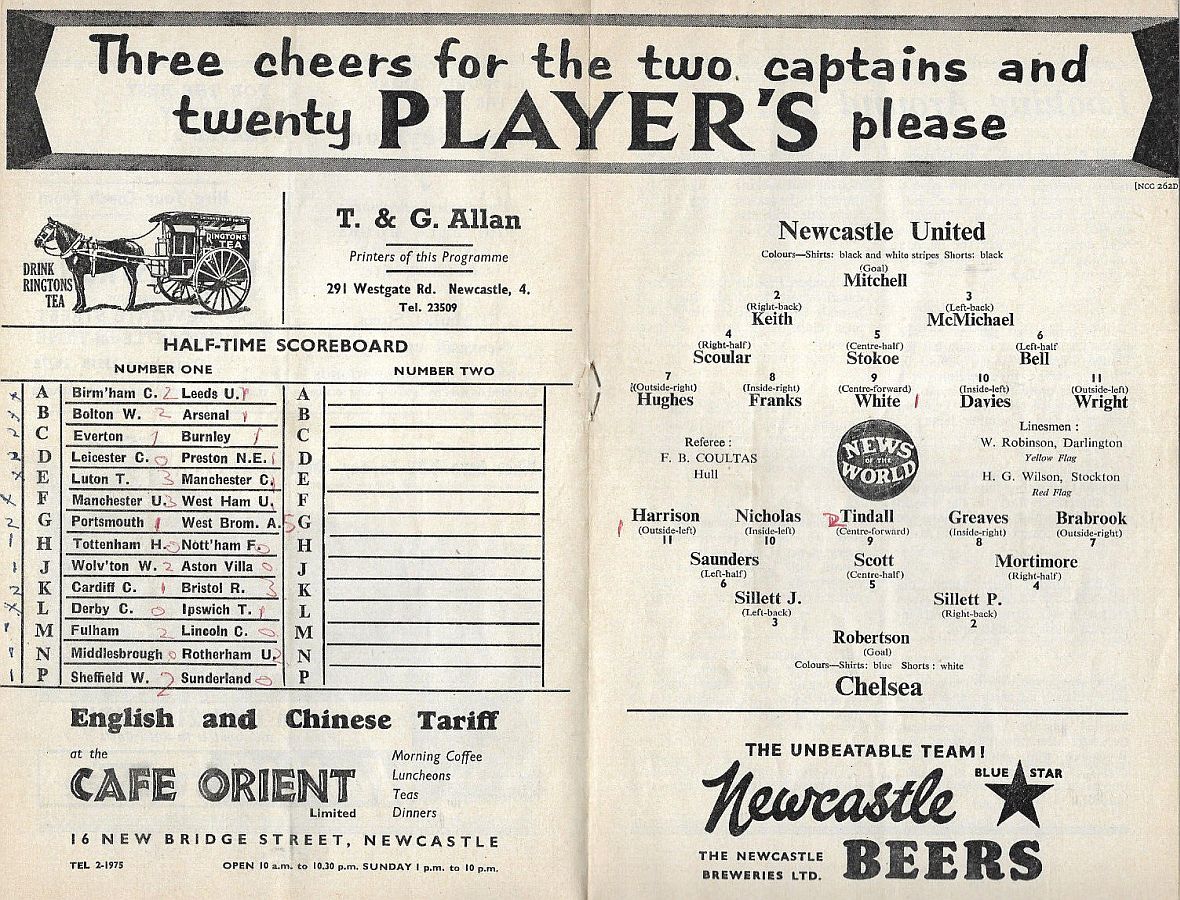 Three cheers for the two captains and
twenty PLAYER'S please
[NCC 262D
DRINK
RINGTONS
TEA
RINGTONS
TEA
T. & G. Allan
Printers of this Programme
291 Westgate Rd. Newcastle, 4.
Tel. 23509
HALF-TIME SCOREBOARD
NUMBER ONE NUMBER TWO
A Birm'ham C. 2 Leeds U. 1 A
B Bolton W. 2 Arsenal 1 B
C Everton 1 Burnley 1 C
D Leicester C. 0 Preston N.E. 1 D
E Luton T. 3 Manchester C. 1 E
F Manchester U. 3 West Ham U. F
G Portsmouth 1 West Brom. A. 5 G
H Tottenham H. 0 Nott'ham F. 0 H
J Wolv'ton W. 2 Aston Villa 0 J
K Cardiff C. 1 Bristol R. 3 K
L Derby C. 0 Ipswich T. 1 L
M Fulham 2 Lincoln C. 0 M
N Middlesbrough 0 Rotherham U. 2 N
P Sheffield W. 2 Sunderland 0 P
English and Chinese Tariff
at the
CAFE ORIENT
Limited
Morning Coffee
Luncheons
Teas
Dinners
16 NEW BRIDGE STREET, NEWCASTLE
TEL 2-1975 OPEN 10 a.m. to 10.30 p.m. SUNDAY 1 p.m. to 10 p.m.
Newcastle United
Colours—Shirts: black and white stripes Shorts: black
(Goal)
Mitchell
2 3
(Right-back) (Left-back)
Keith McMichael
4 5 6
(Right-half) (Centre-half) (Left-half
Scoular Stokoe Bell
7 8 9 10 11
(Outside-right) (Inside-right) (Centre-forward) (Inside-left) (Outside-left)
Hughes Franks White 1 Davies Wright
Referee :
F. B. COULTAS
Hull
NEWS
OF THE
WORLD
Linesmen :
W. Robinson, Darlington
Yellow Flag
H. G. Wilson, Stockton
Red Flag
1 Harrison Nicholas 2 Tindall Greaves Brabrook
(Outside-left) (Inside-left) (Centre-forward) (Inside-right) (Outside-right)
11 10 9 8 7
Saunders Scott Mortimore
(Left-half) (Centre-half) (Right-half)
6 5 4
Sillett J. Sillett P.
(Left-back) (Right-back)
3 2
Robertson
(Goal)
Colours—Shirts: blue Shorts : white
Chelsea
THE UNBEATABLE TEAM!
Newcastle
BLUE STAR
THE NEWCASTLE
BREWERIES LTD.
BEERS